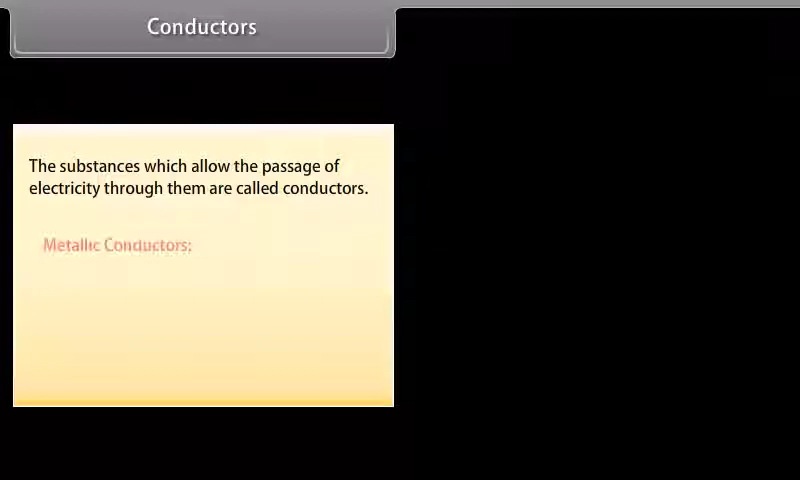 Conductors
The substances which allow the passage of
electricity through them are called conductors.
Metallic Conductors: